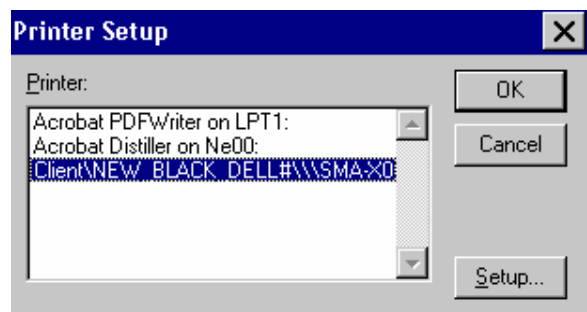 Printer Setup
Printer:
Acrobat PDFWriter on LPT1:
Acrobat Distiller on Ne00:
Client\NEW_BLACK_DELL#\\\SMA-X0
OK
Cancel
Setup...